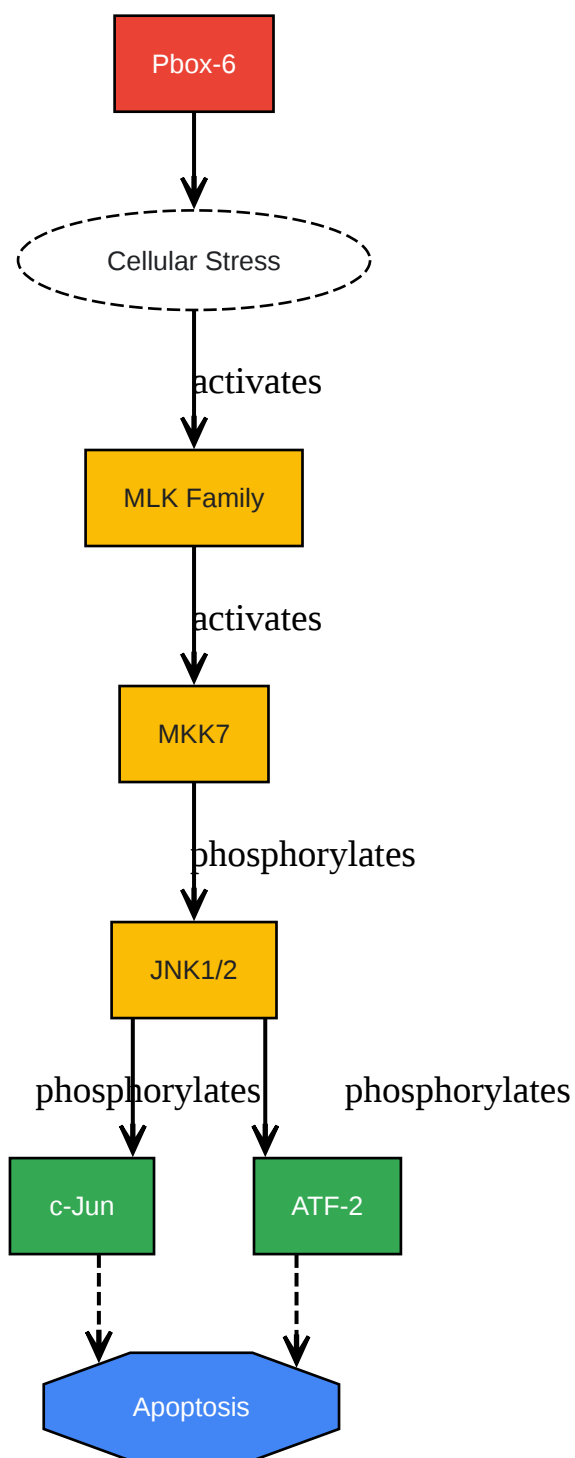 Pbox-6
Cellular Stress
activates
MLK Family
activates
MKK7
phosphorylates
JNK1/2
phosphorylates
phosphorylates
c-Jun
ATF-2
Apoptosis